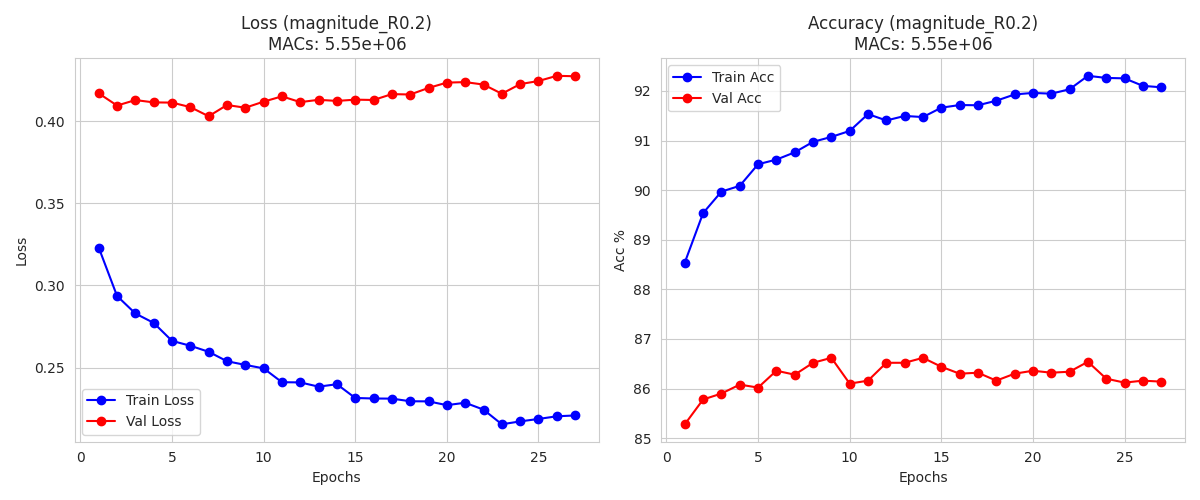 Loss (magnitude_R0.2)
MACs: 5.55e+06
0.40
0.35
0.30
0.25
Loss
Train Loss
Val Loss
0 5 10 15 20 25
Epochs
Accuracy (magnitude_R0.2)
MACs: 5.55e+06
Train Acc
Val Acc
92
91
90
89
88
87
86
85
Acc %
0 5 10 15 20 25
Epochs